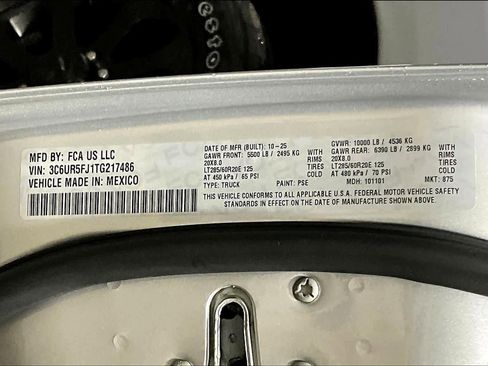 MFD BY: FCA US LLC
VIN: 3C6UR5FJ1TG217486
VEHICLE MADE IN: MEXICO
DATE OF MFR (BUILT): 10-25 GVWR: 10000 LB / 4536 KG
GAWR FRONT: 5500 LB / 2495 KG GAWR REAR: 6390 LB / 2899 KG
20X8.0 RIMS 20X8.0 RIMS
LT285/60R20E 125 TIRES LT285/60R20E 125 TIRES
AT 450 kPa / 65 PSI COLD AT 480 kPa / 70 PSI COLD
TYPE: TRUCK PAINT: PSE MDH: 101101 MKT: 875
THIS VEHICLE CONFORMS TO ALL APPLICABLE FEDERAL MOTOR VEHICLE SAFETY
STANDARDS IN EFFECT ON THE DATE OF MANUFACTURE SHOWN ABOVE.